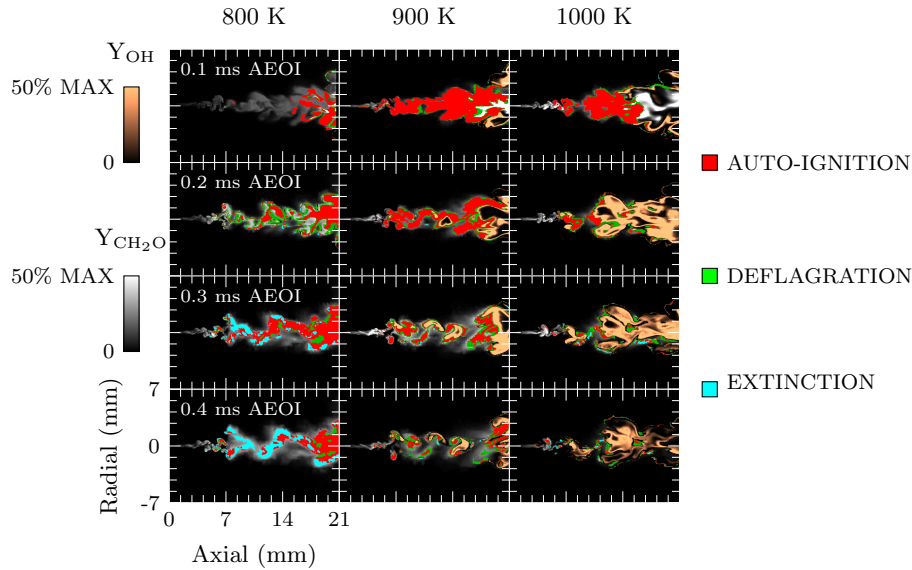 800 K 900 K 1000 K
Y_OH
50% MAX
0
0.1 ms AEOI
AUTO-IGNITION
0.2 ms AEOI
Y_CH₂O
50% MAX
0
DEFLAGRATION
0.3 ms AEOI
EXTINCTION
0.4 ms AEOI
Radial (mm)
7
0
-7
0 7 14 21
Axial (mm)